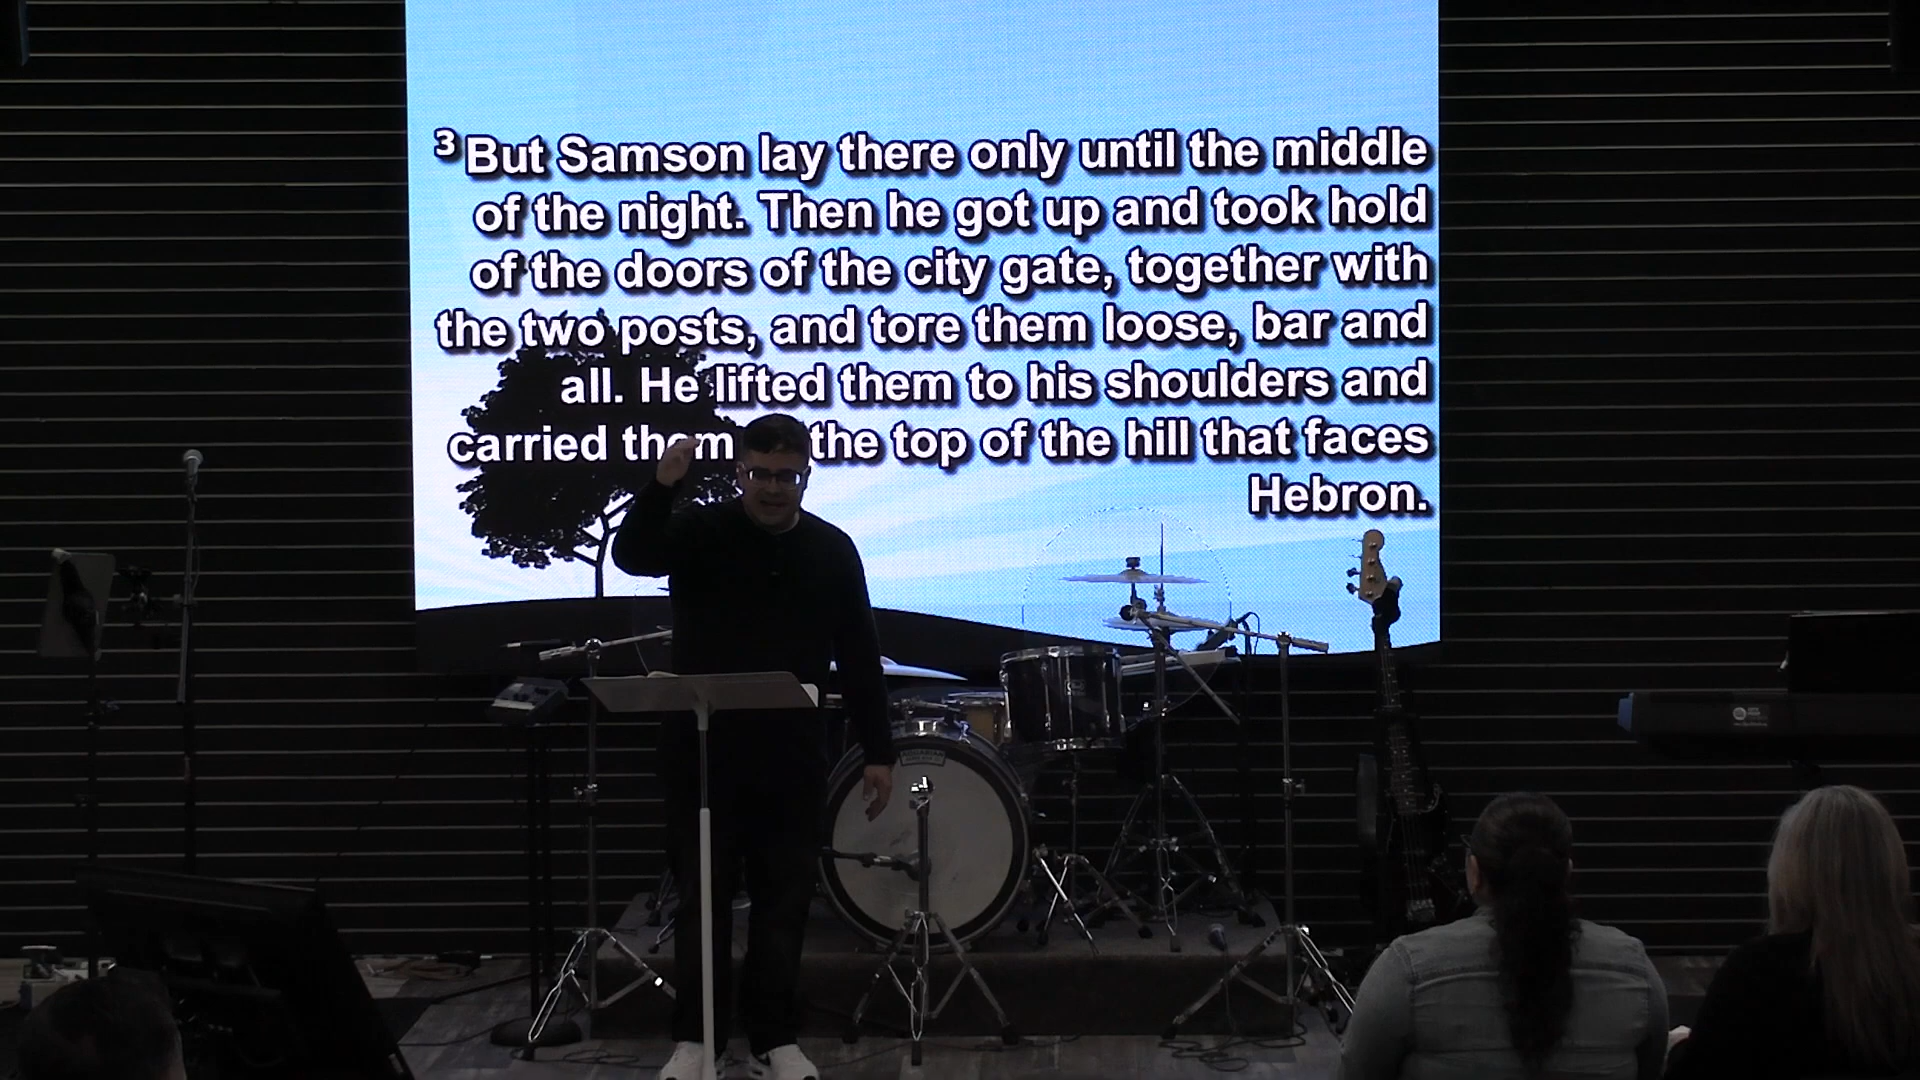 3 But Samson lay there only until the middle
of the night. Then he got up and took hold
of the doors of the city gate, together with
the two posts, and tore them loose, bar and
all. He lifted them to his shoulders and
carried them the top of the hill that faces
Hebron.